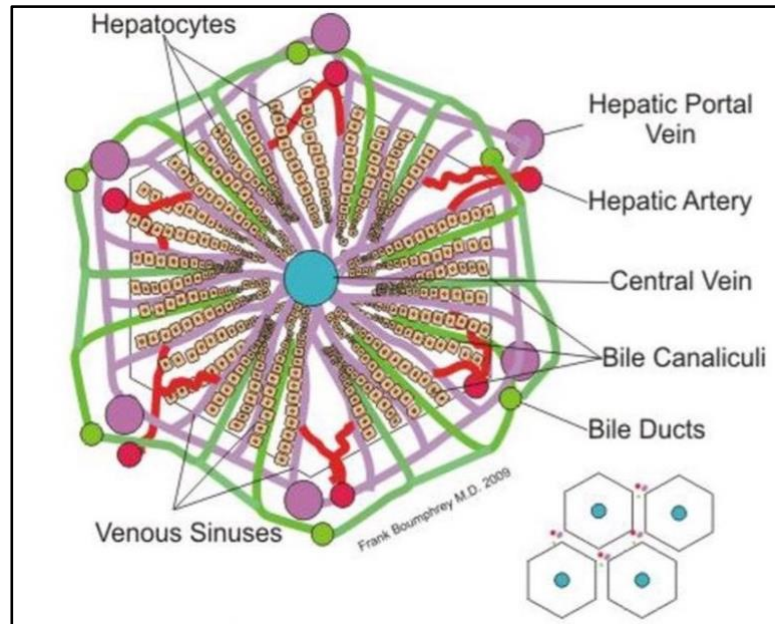 Hepatocytes
Hepatic Portal
Vein
Hepatic Artery
Central Vein
Bile Canaliculi
Bile Ducts
Venous Sinuses
Frank Boumphrey M.D. 2009